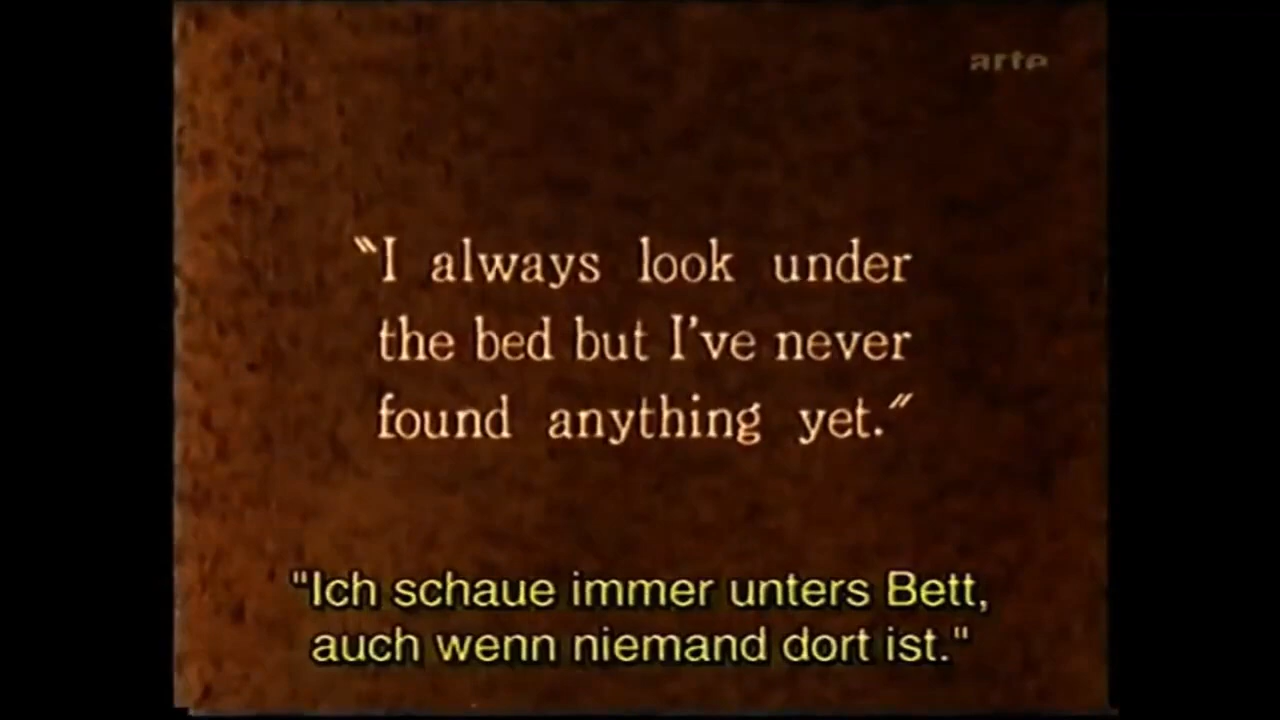 arte
"I always look under
the bed but I've never
found anything yet."
"Ich schaue immer unters Bett,
auch wenn niemand dort ist."